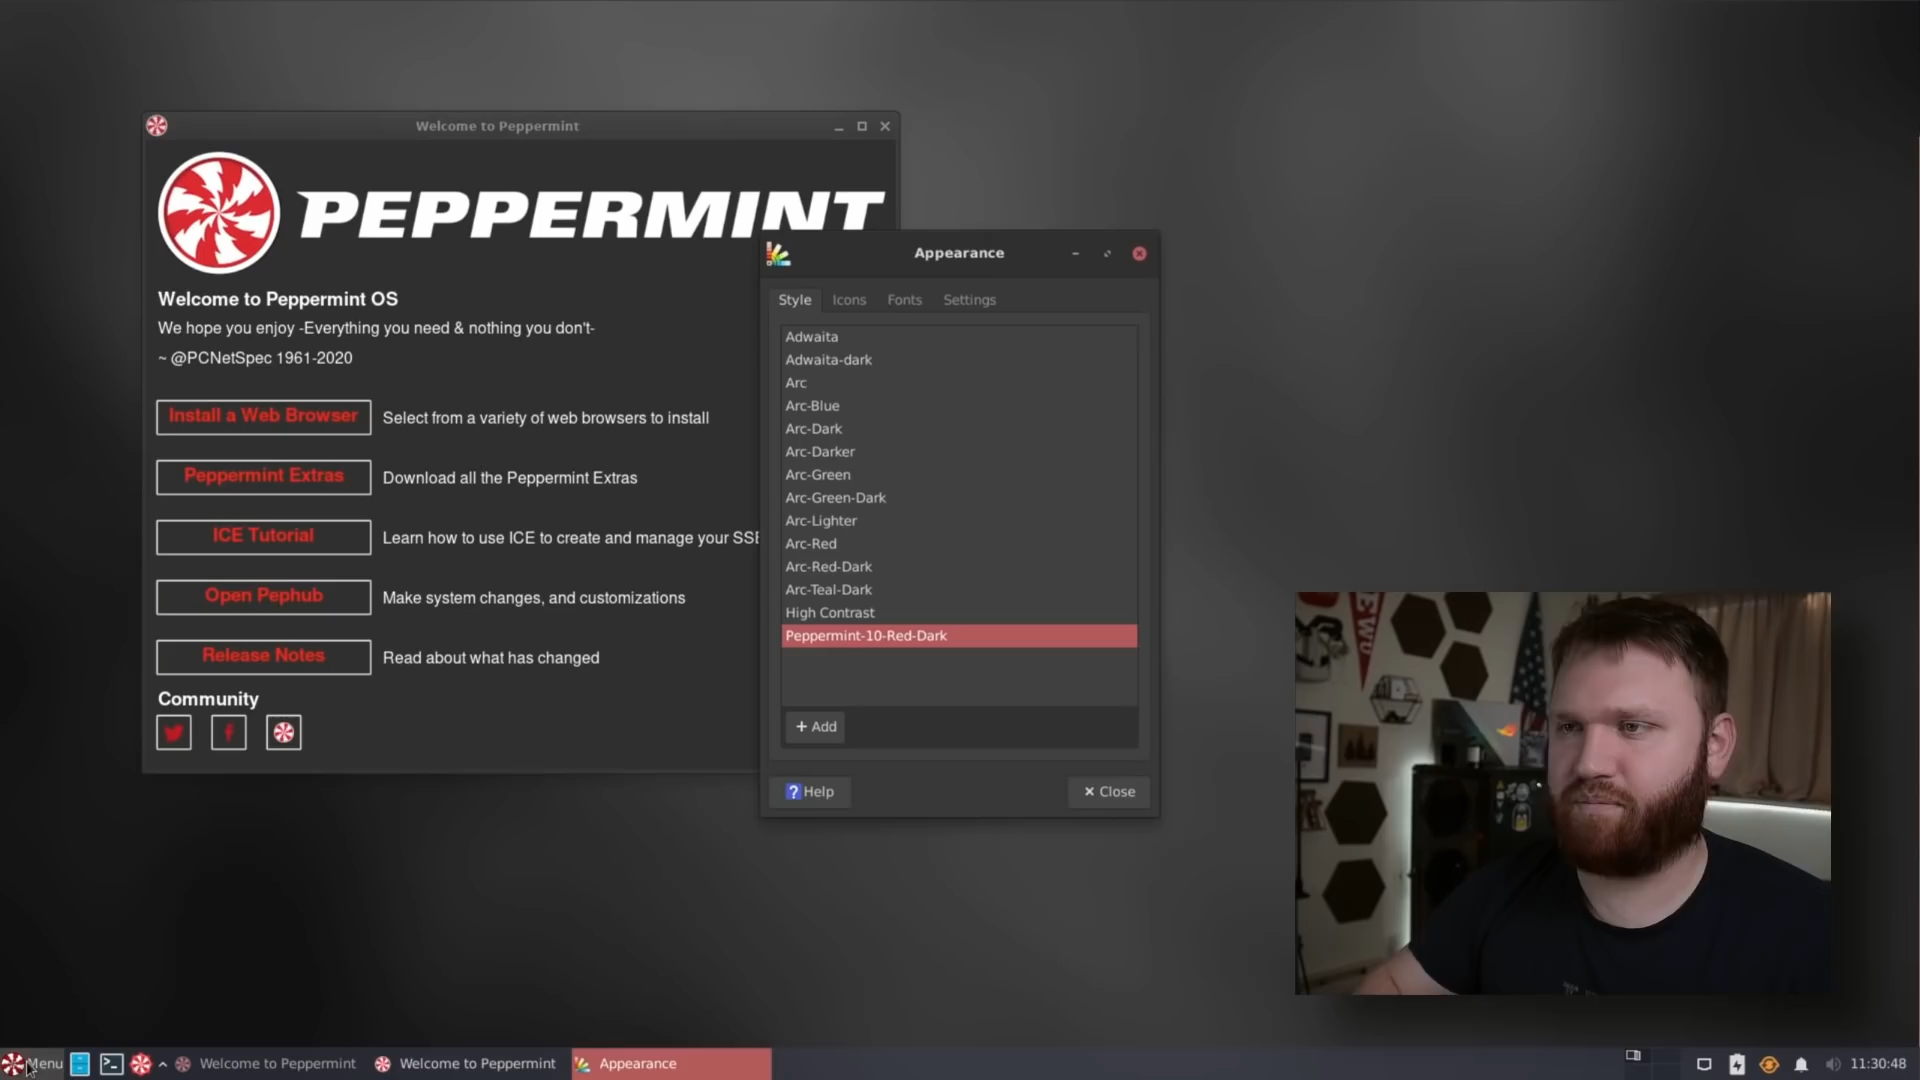 Welcome to Peppermint
PEPPERMINT
Welcome to Peppermint OS
We hope you enjoy -Everything you need & nothing you don't-
~ @PCNetSpec 1961-2020
Install a Web Browser
Select from a variety of web browsers to install
Peppermint Extras
Download all the Peppermint Extras
ICE Tutorial
Learn how to use ICE to create and manage your SSB
Open Pephub
Make system changes, and customizations
Release Notes
Read about what has changed
Community
Appearance
Style
Icons
Fonts
Settings
Adwaita
Adwaita-dark
Arc
Arc-Blue
Arc-Dark
Arc-Darker
Arc-Green
Arc-Green-Dark
Arc-Lighter
Arc-Red
Arc-Red-Dark
Arc-Teal-Dark
High Contrast
Peppermint-10-Red-Dark
+ Add
? Help
× Close
Menu
Welcome to Peppermint
Welcome to Peppermint
Appearance
11:30:48